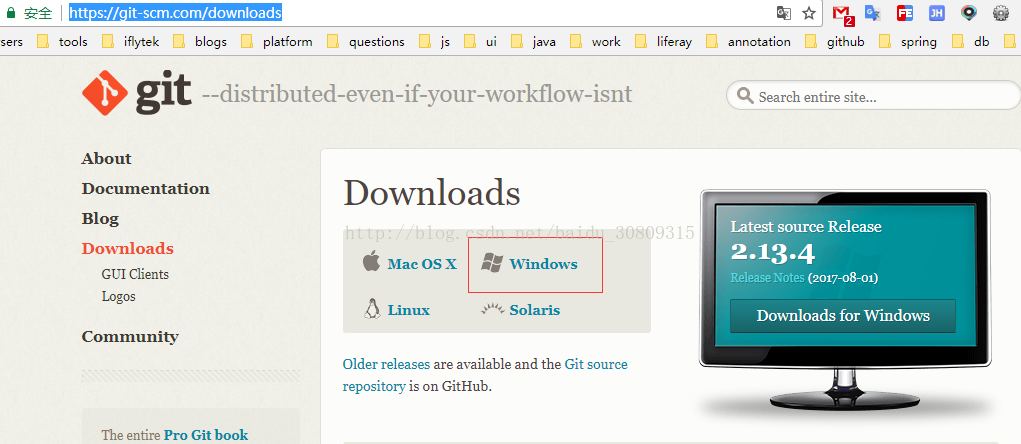 安全 https://git-scm.com/downloads
2 FE JH
sers tools iflytek blogs platform questions js ui java work liferay annotation github spring db
git --distributed-even-if-your-workflow-isnt
Search entire site...
About
Documentation
Blog
Downloads
GUI Clients
Logos
Community
The entire Pro Git book
Downloads
http://blog.csdn.net/baidu_30809315
Mac OS X Windows
Linux Solaris
Older releases are available and the Git source
repository is on GitHub.
Latest source Release
2.13.4
Release Notes (2017-08-01)
Downloads for Windows